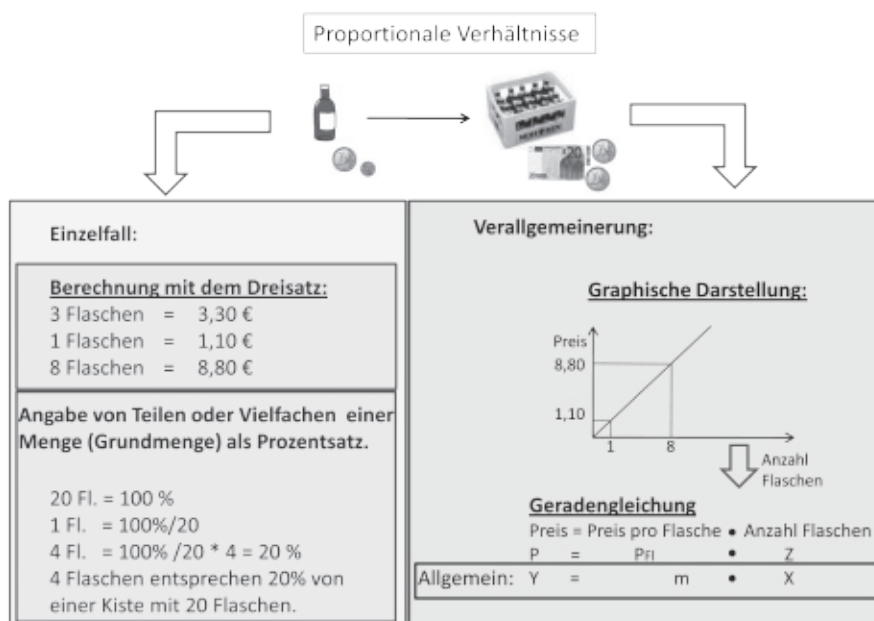 Proportionale Verhältnisse
20
Einzelfall:
Berechnung mit dem Dreisatz:
3 Flaschen = 3,30 €
1 Flaschen = 1,10 €
8 Flaschen = 8,80 €
Angabe von Teilen oder Vielfachen einer
Menge (Grundmenge) als Prozentsatz.
20 Fl. = 100 %
1 Fl. = 100%/20
4 Fl. = 100% /20 * 4 = 20 %
4 Flaschen entsprechen 20% von
einer Kiste mit 20 Flaschen.
Verallgemeinerung:
Graphische Darstellung:
Preis
8,80
1,10
1 8
Anzahl
Flaschen
Geradengleichung
Preis = Preis pro Flasche • Anzahl Flaschen
P = PFl • Z
Allgemein: Y = m • X